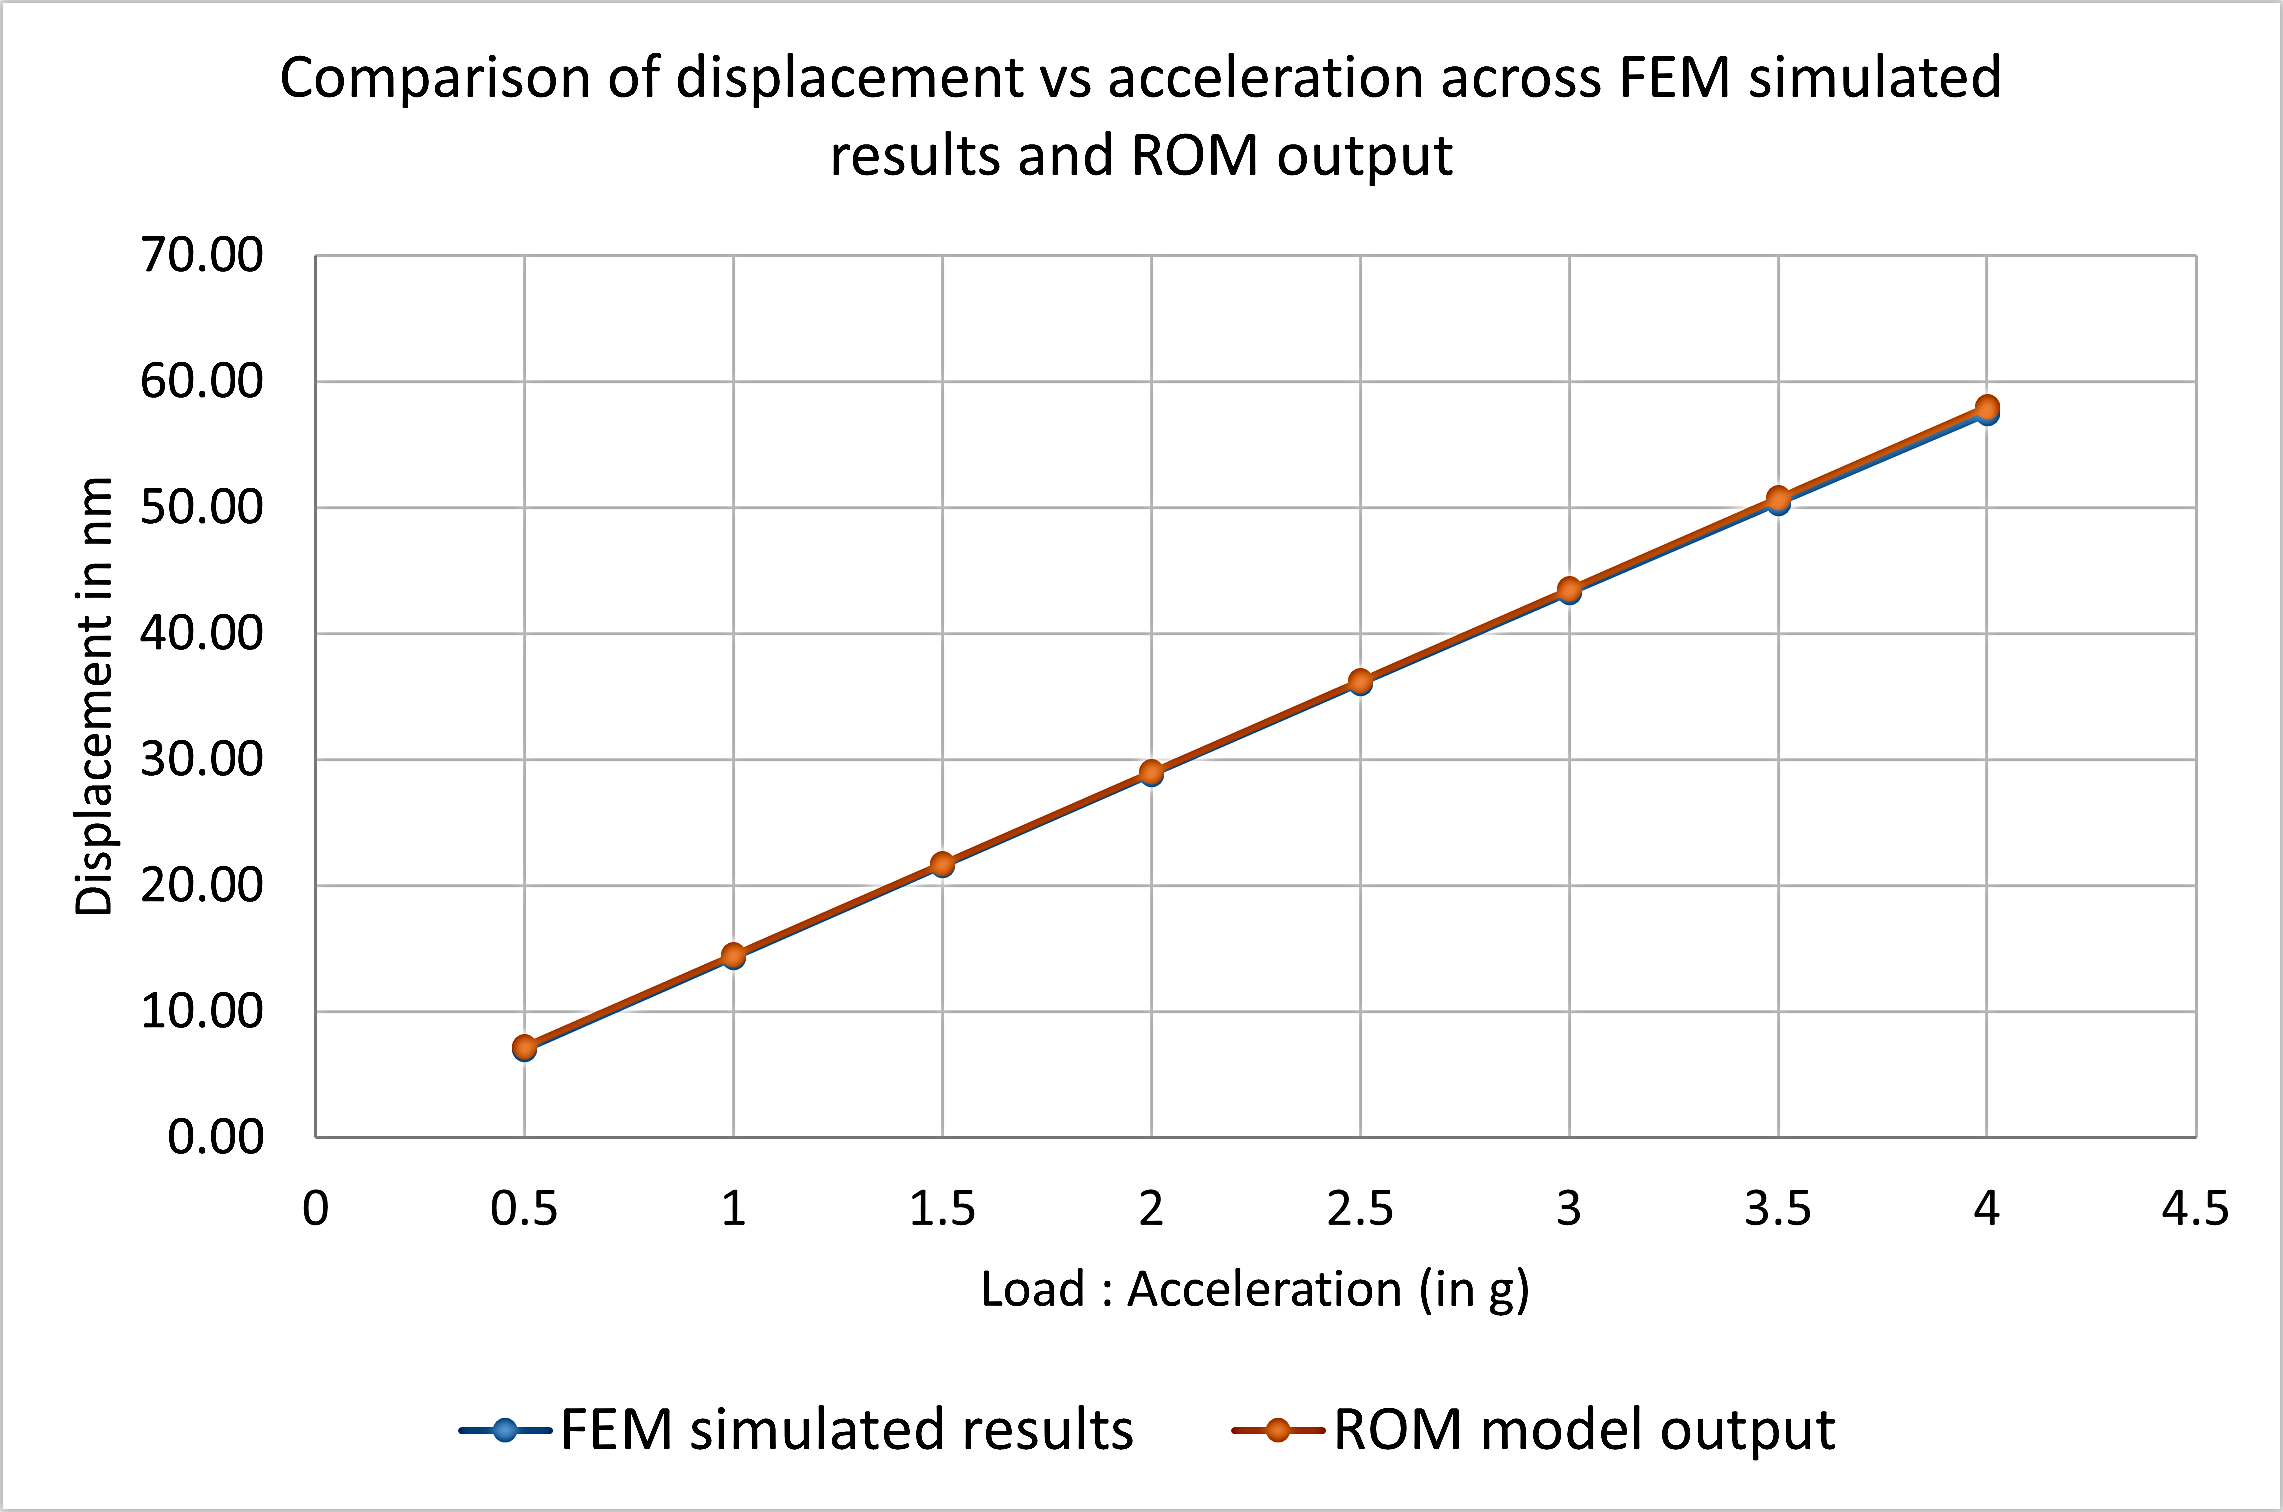 Comparison of displacement vs acceleration across FEM simulated
results and ROM output
70.00
60.00
50.00
40.00
30.00
20.00
10.00
0.00
Displacement in nm
0 0.5 1 1.5 2 2.5 3 3.5 4 4.5
Load : Acceleration (in g)
FEM simulated results ROM model output